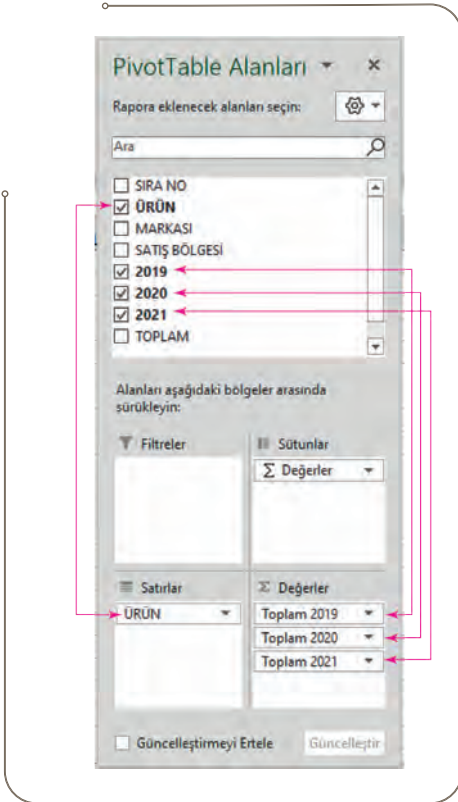 PivotTable Alanları
Rapora eklenecek alanları seçin:
Ara
SIRA NO
ÜRÜN
MARKASI
SATIŞ BÖLGESİ
2019
2020
2021
TOPLAM
Alanları aşağıdaki bölgeler arasında
sürükleyin:
Filtreler
Sütunlar
Σ Değerler
Satırlar
ÜRÜN
Σ Değerler
Toplam 2019
Toplam 2020
Toplam 2021
Güncelleştirmeyi Ertele
Güncelleştir